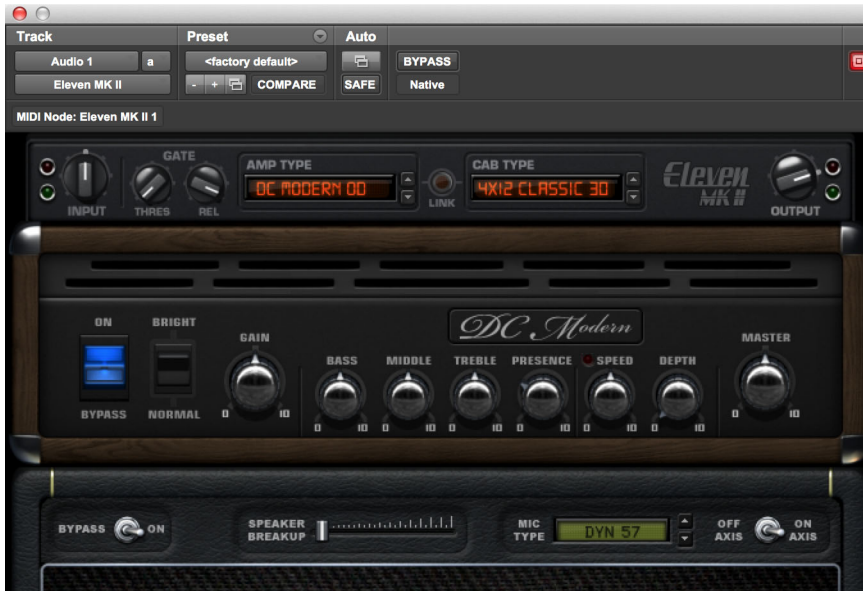 Track Preset Auto
Audio 1 a <factory default> BYPASS
Eleven MK II - + COMPARE SAFE Native
MIDI Node: Eleven MK II 1
GATE
AMP TYPE CAB TYPE
DC MODERN OD 4X12 CLASSIC 30
Eleven
MK II
INPUT THRES REL LINK OUTPUT
DC Modern
ON BRIGHT
GAIN MASTER
BASS MIDDLE TREBLE PRESENCE SPEED DEPTH
BYPASS NORMAL 0 10 0 10
0 10 0 10 0 10 0 10 0 10 0 10
BYPASS ON
SPEAKER
BREAKUP
MIC
TYPE
DYN 57
OFF
AXIS
ON
AXIS